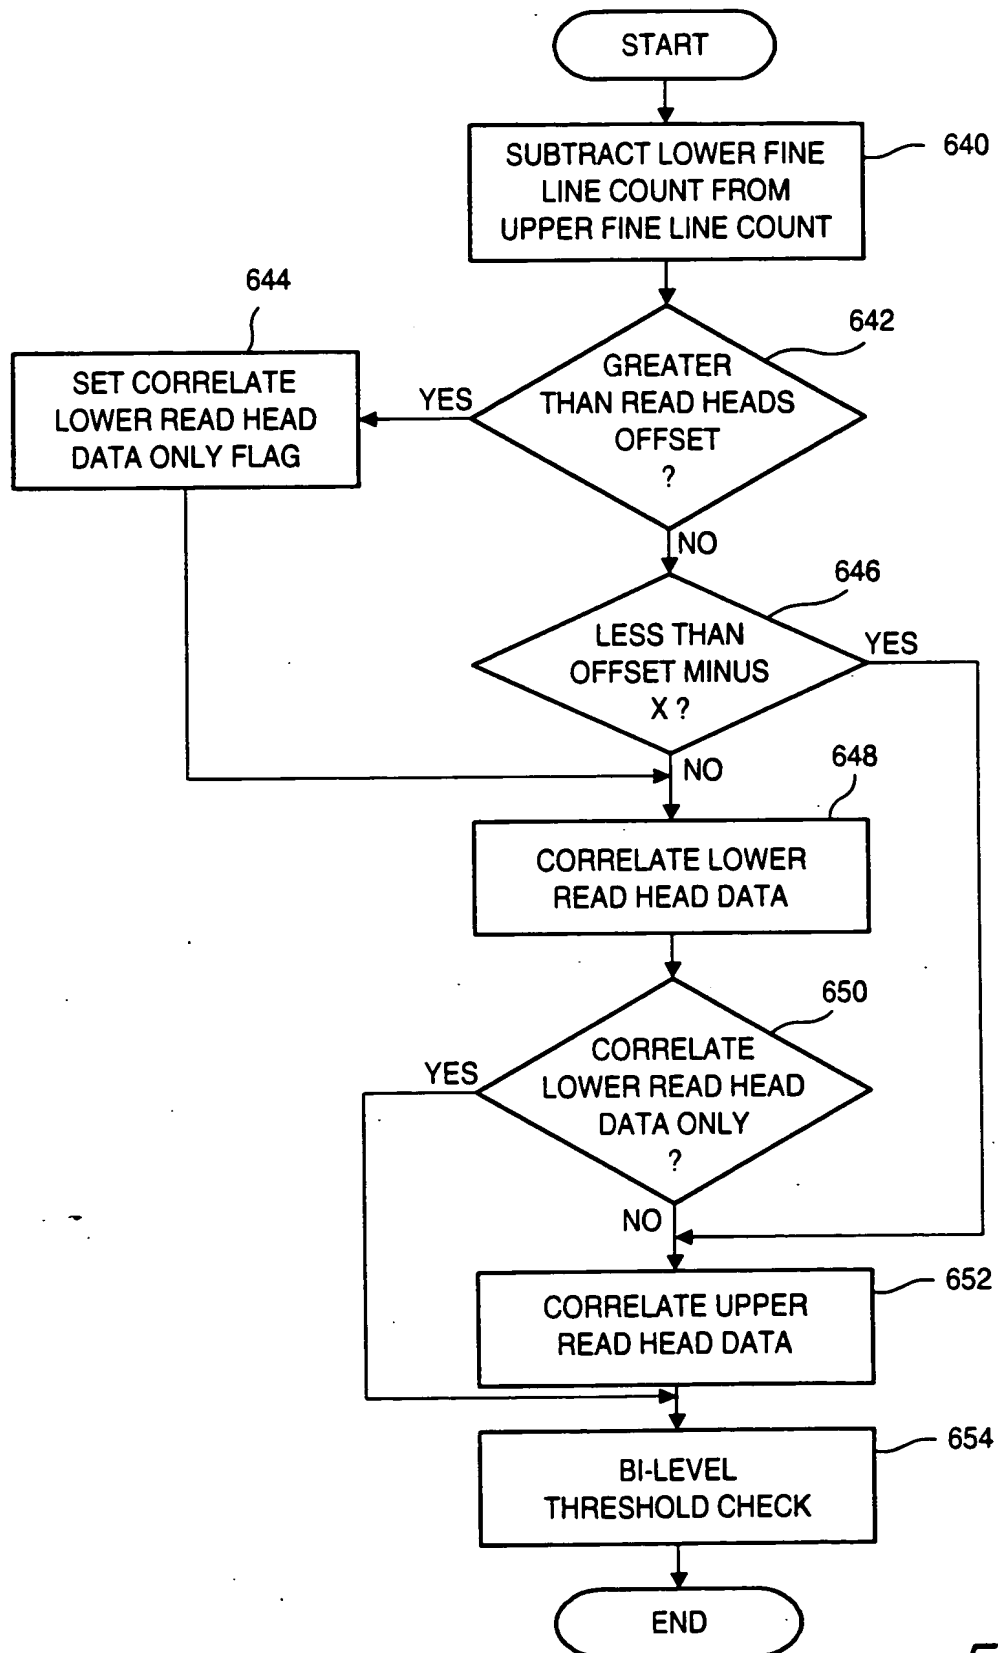 START
SUBTRACT LOWER FINE
LINE COUNT FROM
UPPER FINE LINE COUNT
640
644
SET CORRELATE
LOWER READ HEAD
DATA ONLY FLAG
YES
642
GREATER
THAN READ HEADS
OFFSET
?
NO
646
LESS THAN
OFFSET MINUS
X ?
YES
NO
648
CORRELATE LOWER
READ HEAD DATA
650
YES
CORRELATE
LOWER READ HEAD
DATA ONLY
?
NO
652
CORRELATE UPPER
READ HEAD DATA
654
BI-LEVEL
THRESHOLD CHECK
END